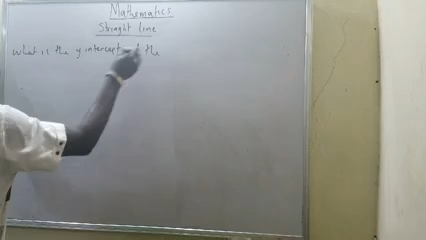 Mathematics
Straight line
what is the y intercept of the